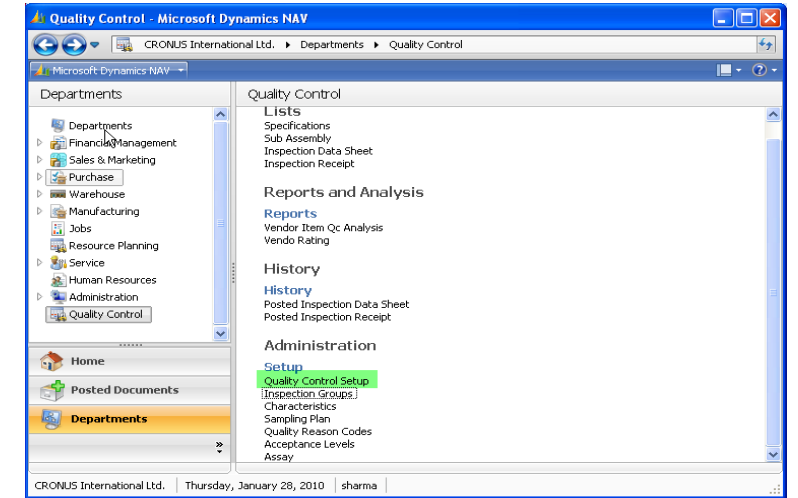 Quality Control - Microsoft Dynamics NAV
CRONUS International Ltd. Departments Quality Control
Microsoft Dynamics NAV
Departments
Departments
Financial Management
Sales & Marketing
Purchase
Warehouse
Manufacturing
Jobs
Resource Planning
Service
Human Resources
Administration
Quality Control
Home
Posted Documents
Departments
Quality Control
Lists
Specifications
Sub Assembly
Inspection Data Sheet
Inspection Receipt
Reports and Analysis
Reports
Vendor Item Qc Analysis
Vendo Rating
History
History
Posted Inspection Data Sheet
Posted Inspection Receipt
Administration
Setup
Quality Control Setup
Inspection Groups
Characteristics
Sampling Plan
Quality Reason Codes
Acceptance Levels
Assay
CRONUS International Ltd. Thursday, January 28, 2010 sharma